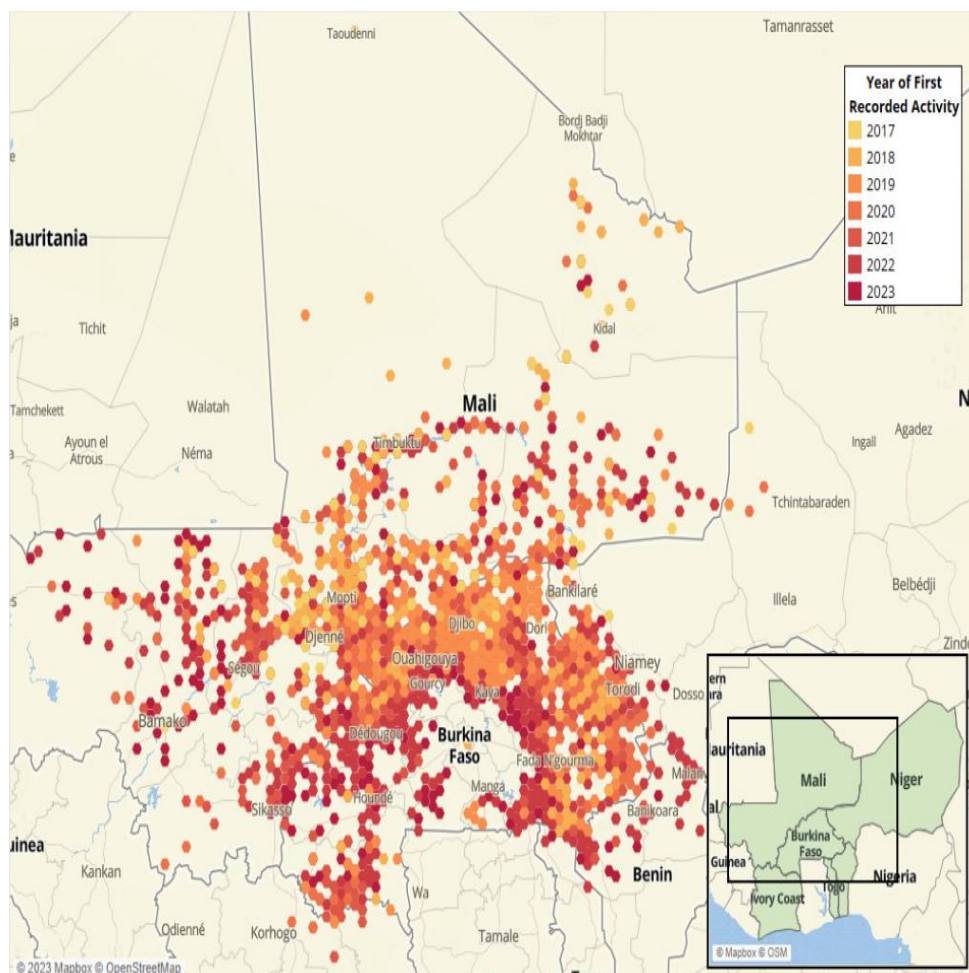 Taoudenni
Tamanrasset
Year of First
Recorded Activity
2017
2018
2019
2020
2021
2022
2023
Bordj Badji
Mokhtar
Mauritania
Tichit
Arlit
Kidal
Tamchekett
Walatah
Mali
N
Ayoun el
Atrous
Néma
Timbuktu
Ingall
Agadez
Tchintabaraden
Mopti
Bankilaré
Belbédji
Illela
Djenné
Djibo
Dori
Zinde
Ségou
Ouahigouya
Niamey
Gourcy
Kaya
Torodi
Dosso
Bamako
Dédougou
Burkina
Faso
Fada N'gourma
Manga
Malan
Sikasso
Houndé
Banikoara
uinea
Kankan
Wa
Benin
Odienné
Korhogo
Tamale
© 2023 Mapbox © OpenStreetMap
Mauritania
Mali
Niger
Burkina
Faso
Guinea
Nigeria
Ivory Coast
Togo
© Mapbox © OSM